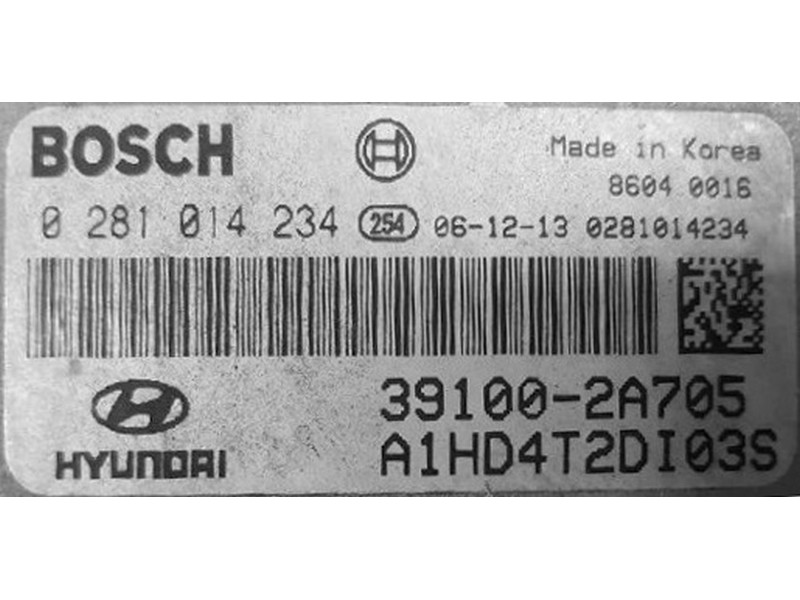 BOSCH
Made in Korea
8604 0016
0 281 014 234 254 06-12-13 0281014234
39100-2A705
HYUNDAI A1HD4T2DI03S